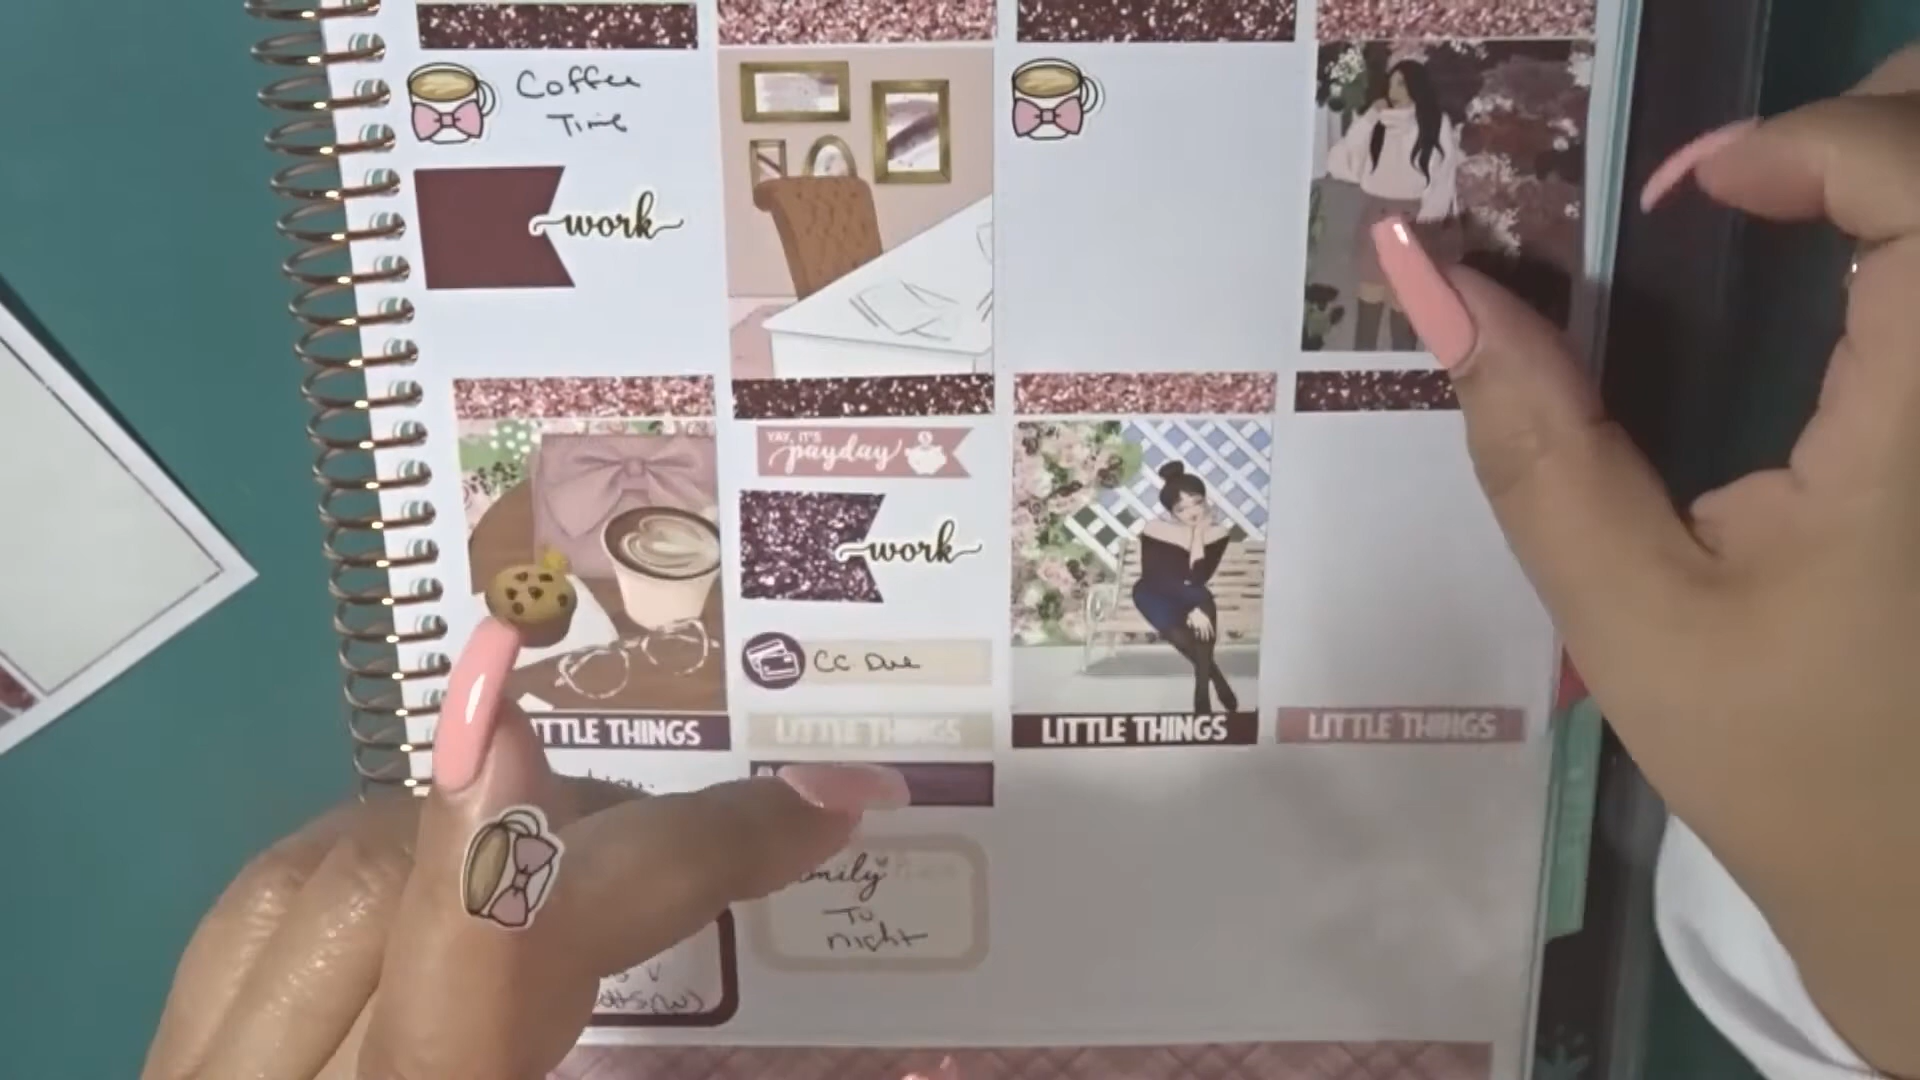 Coffee
Time
work
YAY, IT'S
payday
work
CC Due
LITTLE THINGS
LITTLE THINGS
LITTLE THINGS
LITTLE THINGS
To
night